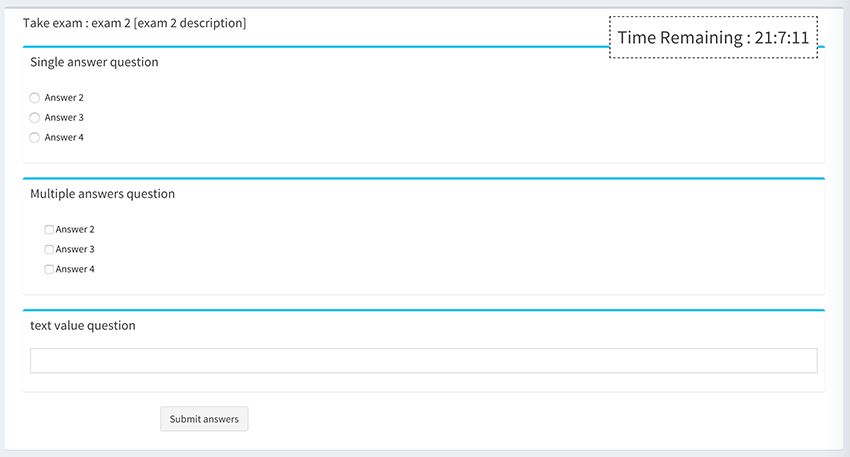 Take exam : exam 2 [exam 2 description]
Time Remaining : 21:7:11
Single answer question
Answer 2
Answer 3
Answer 4
Multiple answers question
Answer 2
Answer 3
Answer 4
text value question
Submit answers